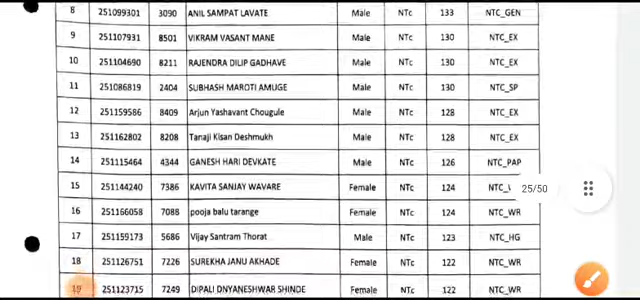 8 251099301 3090 ANIL SAMPAT LAVATE Male NTc 133 NTC_GEN
9 251107931 8501 VIKRAM VASANT MANE Male NTc 130 NTC_EX
10 251104690 8211 RAJENDRA DILIP GADHAVE Male NTc 130 NTC_EX
11 251086819 2404 SUBHASH MAROTI AMUGE Male NTc 130 NTC_SP
12 251159586 8409 Arjun Yashavant Chougule Male NTc 128 NTC_EX
13 251162802 8208 Tanaji Kisan Deshmukh Male NTc 128 NTC_EX
14 251115464 4344 GANESH HARI DEVKATE Male NTc 126 NTC_PAP
15 251144240 7386 KAVITA SANJAY WAVARE Female NTc 124 25/50
16 251166058 7088 pooja balu tarange Female NTc 124 NTC_WR
17 251159173 5686 Vijay Santram Thorat Male NTc 123 NTC_HG
18 251126751 7226 SUREKHA JANU AKHADE Female NTc 122 NTC_WR
19 251123715 7249 DIPALI DNYANESHWAR SHINDE Female NTc 122 NTC_WR